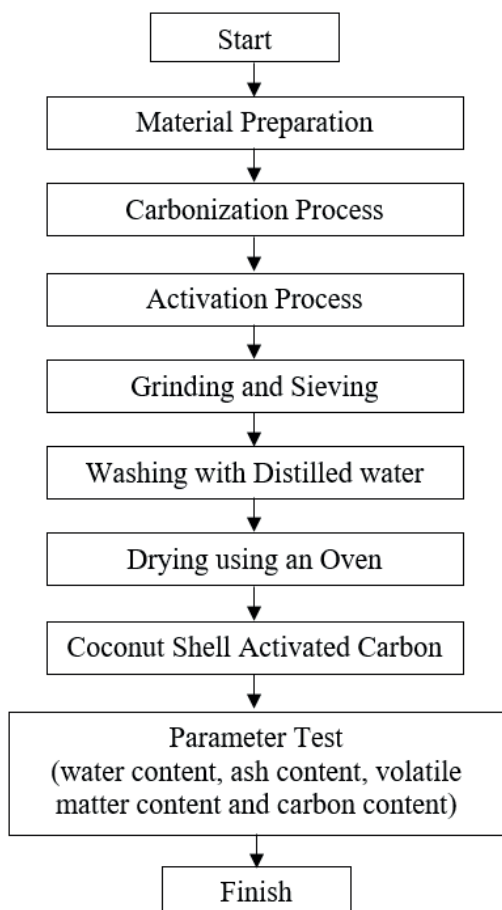 Start
Material Preparation
Carbonization Process
Activation Process
Grinding and Sieving
Washing with Distilled water
Drying using an Oven
Coconut Shell Activated Carbon
Parameter Test
(water content, ash content, volatile
matter content and carbon content)
Finish